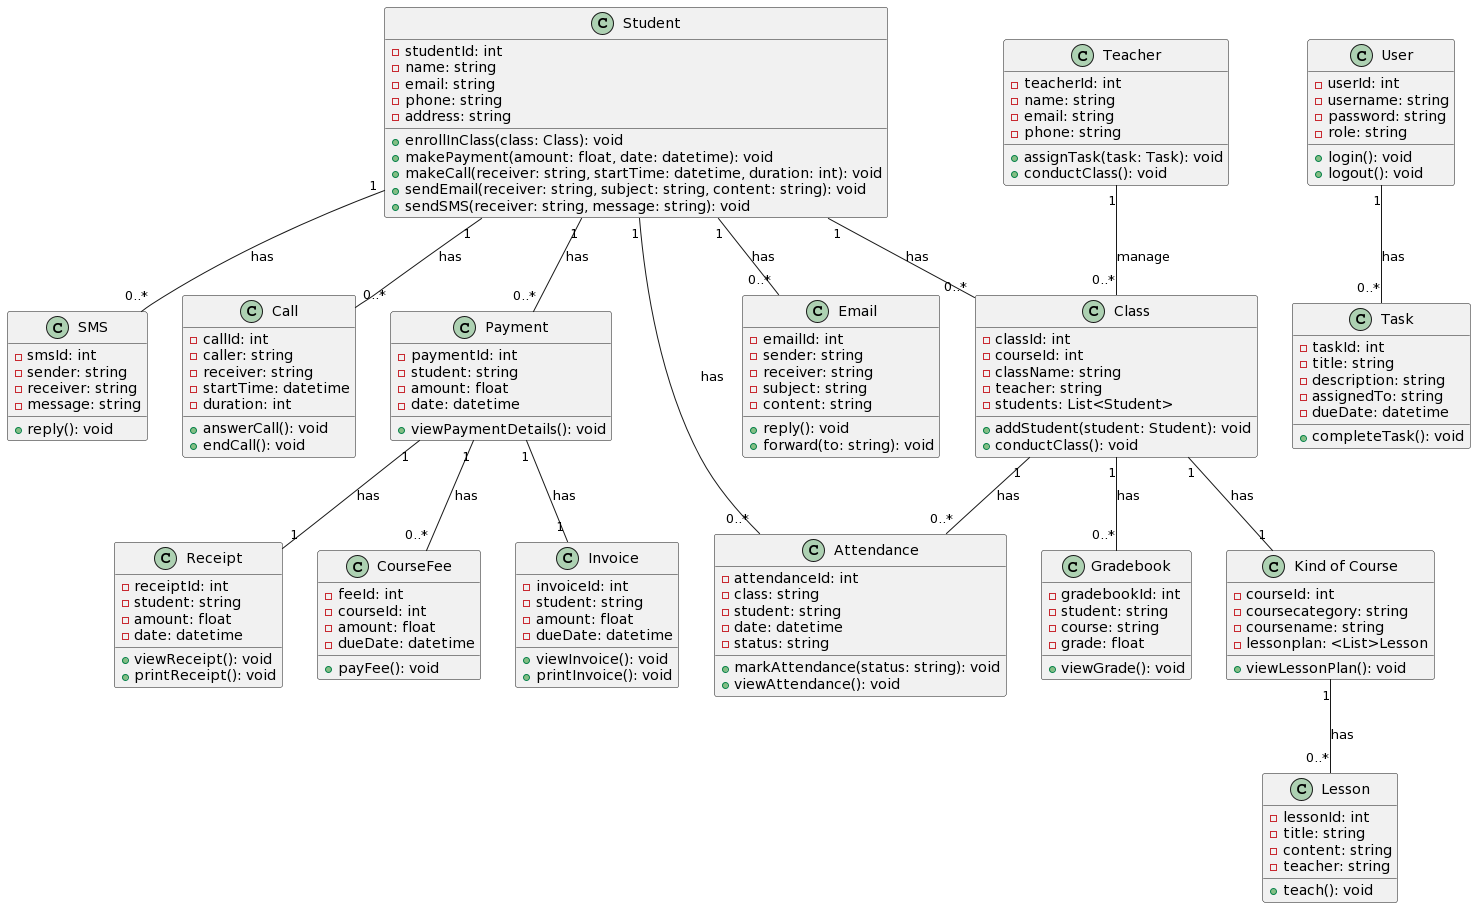 C Student
studentId: int
name: string
email: string
phone: string
address: string
enrollInClass(class: Class): void
makePayment(amount: float, date: datetime): void
makeCall(receiver: string, startTime: datetime, duration: int): void
sendEmail(receiver: string, subject: string, content: string): void
sendSMS(receiver: string, message: string): void
C Teacher
teacherId: int
name: string
email: string
phone: string
assignTask(task: Task): void
conductClass(): void
C User
userId: int
username: string
password: string
role: string
login(): void
logout(): void
1
has
0..*
1
has
0..*
1
has
0..*
1
has
0..*
1
has
0..*
1
has
0..*
1
manage
0..*
1
has
0..*
C SMS
smsId: int
sender: string
receiver: string
message: string
reply(): void
C Call
callId: int
caller: string
receiver: string
startTime: datetime
duration: int
answerCall(): void
endCall(): void
C Payment
paymentId: int
student: string
amount: float
date: datetime
viewPaymentDetails(): void
C Email
emailId: int
sender: string
receiver: string
subject: string
content: string
reply(): void
forward(to: string): void
C Class
classId: int
courseId: int
className: string
teacher: string
students: List<Student>
addStudent(student: Student): void
conductClass(): void
C Task
taskId: int
title: string
description: string
assignedTo: string
dueDate: datetime
completeTask(): void
1
has
1
1
has
0..*
1
has
1
1
has
0..*
1
has
0..*
1
has
1
C Receipt
receiptId: int
student: string
amount: float
date: datetime
viewReceipt(): void
printReceipt(): void
C CourseFee
feeId: int
courseId: int
amount: float
dueDate: datetime
payFee(): void
C Invoice
invoiceId: int
student: string
amount: float
dueDate: datetime
viewInvoice(): void
printInvoice(): void
C Attendance
attendanceId: int
class: string
student: string
date: datetime
status: string
markAttendance(status: string): void
viewAttendance(): void
C Gradebook
gradebookId: int
student: string
course: string
grade: float
viewGrade(): void
C Kind of Course
courseId: int
coursecategory: string
coursename: string
lessonplan: <List>Lesson
viewLessonPlan(): void
1
has
0..*
C Lesson
lessonId: int
title: string
content: string
teacher: string
teach(): void